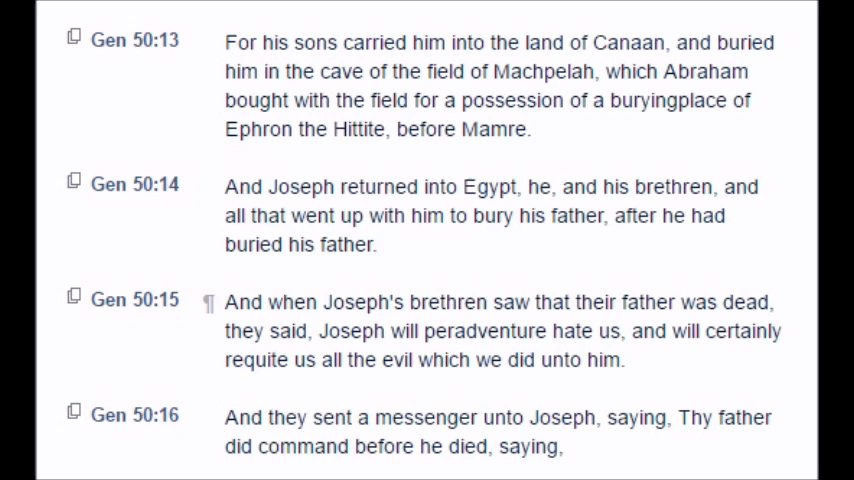 Gen 50:13 For his sons carried him into the land of Canaan, and buried
him in the cave of the field of Machpelah, which Abraham
bought with the field for a possession of a buryingplace of
Ephron the Hittite, before Mamre.
Gen 50:14 And Joseph returned into Egypt, he, and his brethren, and
all that went up with him to bury his father, after he had
buried his father.
Gen 50:15 ¶ And when Joseph's brethren saw that their father was dead,
they said, Joseph will peradventure hate us, and will certainly
requite us all the evil which we did unto him.
Gen 50:16 And they sent a messenger unto Joseph, saying, Thy father
did command before he died, saying,